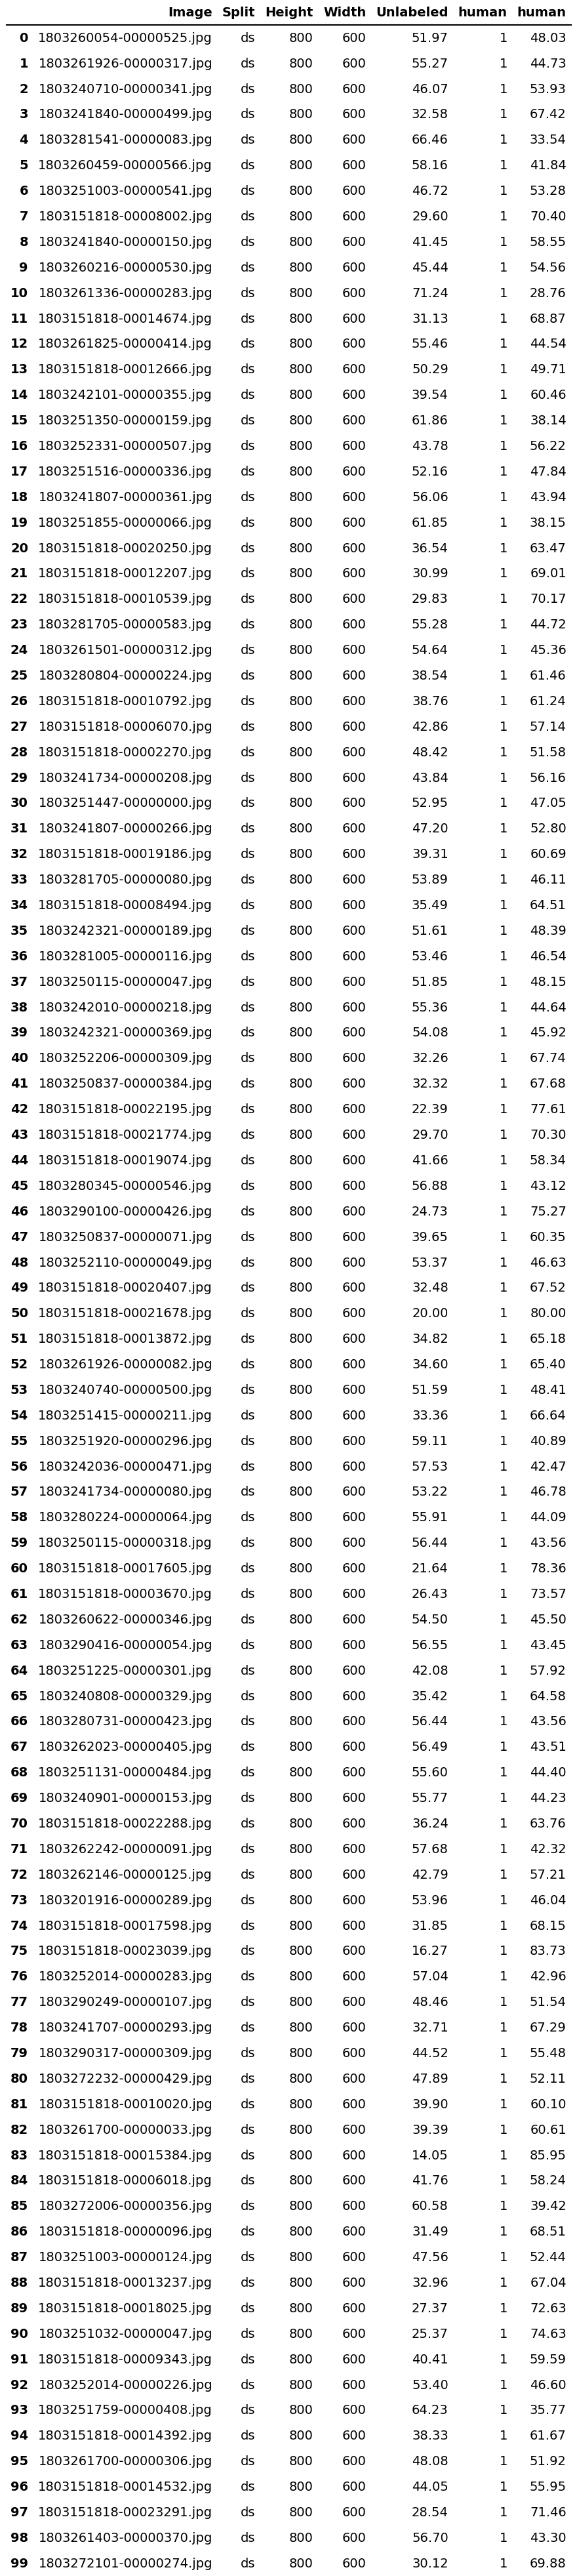 Image Split Height Width Unlabeled human human
0 1803260054-00000525.jpg ds 800 600 51.97 1 48.03
1 1803261926-00000317.jpg ds 800 600 55.27 1 44.73
2 1803240710-00000341.jpg ds 800 600 46.07 1 53.93
3 1803241840-00000499.jpg ds 800 600 32.58 1 67.42
4 1803281541-00000083.jpg ds 800 600 66.46 1 33.54
5 1803260459-00000566.jpg ds 800 600 58.16 1 41.84
6 1803251003-00000541.jpg ds 800 600 46.72 1 53.28
7 1803151818-00008002.jpg ds 800 600 29.60 1 70.40
8 1803241840-00000150.jpg ds 800 600 41.45 1 58.55
9 1803260216-00000530.jpg ds 800 600 45.44 1 54.56
10 1803261336-00000283.jpg ds 800 600 71.24 1 28.76
11 1803151818-00014674.jpg ds 800 600 31.13 1 68.87
12 1803261825-00000414.jpg ds 800 600 55.46 1 44.54
13 1803151818-00012666.jpg ds 800 600 50.29 1 49.71
14 1803242101-00000355.jpg ds 800 600 39.54 1 60.46
15 1803251350-00000159.jpg ds 800 600 61.86 1 38.14
16 1803252331-00000507.jpg ds 800 600 43.78 1 56.22
17 1803251516-00000336.jpg ds 800 600 52.16 1 47.84
18 1803241807-00000361.jpg ds 800 600 56.06 1 43.94
19 1803251855-00000066.jpg ds 800 600 61.85 1 38.15
20 1803151818-00020250.jpg ds 800 600 36.54 1 63.47
21 1803151818-00012207.jpg ds 800 600 30.99 1 69.01
22 1803151818-00010539.jpg ds 800 600 29.83 1 70.17
23 1803281705-00000583.jpg ds 800 600 55.28 1 44.72
24 1803261501-00000312.jpg ds 800 600 54.64 1 45.36
25 1803280804-00000224.jpg ds 800 600 38.54 1 61.46
26 1803151818-00010792.jpg ds 800 600 38.76 1 61.24
27 1803151818-00006070.jpg ds 800 600 42.86 1 57.14
28 1803151818-00002270.jpg ds 800 600 48.42 1 51.58
29 1803241734-00000208.jpg ds 800 600 43.84 1 56.16
30 1803251447-00000000.jpg ds 800 600 52.95 1 47.05
31 1803241807-00000266.jpg ds 800 600 47.20 1 52.80
32 1803151818-00019186.jpg ds 800 600 39.31 1 60.69
33 1803281705-00000080.jpg ds 800 600 53.89 1 46.11
34 1803151818-00008494.jpg ds 800 600 35.49 1 64.51
35 1803242321-00000189.jpg ds 800 600 51.61 1 48.39
36 1803281005-00000116.jpg ds 800 600 53.46 1 46.54
37 1803250115-00000047.jpg ds 800 600 51.85 1 48.15
38 1803242010-00000218.jpg ds 800 600 55.36 1 44.64
39 1803242321-00000369.jpg ds 800 600 54.08 1 45.92
40 1803252206-00000309.jpg ds 800 600 32.26 1 67.74
41 1803250837-00000384.jpg ds 800 600 32.32 1 67.68
42 1803151818-00022195.jpg ds 800 600 22.39 1 77.61
43 1803151818-00021774.jpg ds 800 600 29.70 1 70.30
44 1803151818-00019074.jpg ds 800 600 41.66 1 58.34
45 1803280345-00000546.jpg ds 800 600 56.88 1 43.12
46 1803290100-00000426.jpg ds 800 600 24.73 1 75.27
47 1803250837-00000071.jpg ds 800 600 39.65 1 60.35
48 1803252110-00000049.jpg ds 800 600 53.37 1 46.63
49 1803151818-00020407.jpg ds 800 600 32.48 1 67.52
50 1803151818-00021678.jpg ds 800 600 20.00 1 80.00
51 1803151818-00013872.jpg ds 800 600 34.82 1 65.18
52 1803261926-00000082.jpg ds 800 600 34.60 1 65.40
53 1803240740-00000500.jpg ds 800 600 51.59 1 48.41
54 1803251415-00000211.jpg ds 800 600 33.36 1 66.64
55 1803251920-00000296.jpg ds 800 600 59.11 1 40.89
56 1803242036-00000471.jpg ds 800 600 57.53 1 42.47
57 1803241734-00000080.jpg ds 800 600 53.22 1 46.78
58 1803280224-00000064.jpg ds 800 600 55.91 1 44.09
59 1803250115-00000318.jpg ds 800 600 56.44 1 43.56
60 1803151818-00017605.jpg ds 800 600 21.64 1 78.36
61 1803151818-00003670.jpg ds 800 600 26.43 1 73.57
62 1803260622-00000346.jpg ds 800 600 54.50 1 45.50
63 1803290416-00000054.jpg ds 800 600 56.55 1 43.45
64 1803251225-00000301.jpg ds 800 600 42.08 1 57.92
65 1803240808-00000329.jpg ds 800 600 35.42 1 64.58
66 1803280731-00000423.jpg ds 800 600 56.44 1 43.56
67 1803262023-00000405.jpg ds 800 600 56.49 1 43.51
68 1803251131-00000484.jpg ds 800 600 55.60 1 44.40
69 1803240901-00000153.jpg ds 800 600 55.77 1 44.23
70 1803151818-00022288.jpg ds 800 600 36.24 1 63.76
71 1803262242-00000091.jpg ds 800 600 57.68 1 42.32
72 1803262146-00000125.jpg ds 800 600 42.79 1 57.21
73 1803201916-00000289.jpg ds 800 600 53.96 1 46.04
74 1803151818-00017598.jpg ds 800 600 31.85 1 68.15
75 1803151818-00023039.jpg ds 800 600 16.27 1 83.73
76 1803252014-00000283.jpg ds 800 600 57.04 1 42.96
77 1803290249-00000107.jpg ds 800 600 48.46 1 51.54
78 1803241707-00000293.jpg ds 800 600 32.71 1 67.29
79 1803290317-00000309.jpg ds 800 600 44.52 1 55.48
80 1803272232-00000429.jpg ds 800 600 47.89 1 52.11
81 1803151818-00010020.jpg ds 800 600 39.90 1 60.10
82 1803261700-00000033.jpg ds 800 600 39.39 1 60.61
83 1803151818-00015384.jpg ds 800 600 14.05 1 85.95
84 1803151818-00006018.jpg ds 800 600 41.76 1 58.24
85 1803272006-00000356.jpg ds 800 600 60.58 1 39.42
86 1803151818-00000096.jpg ds 800 600 31.49 1 68.51
87 1803251003-00000124.jpg ds 800 600 47.56 1 52.44
88 1803151818-00013237.jpg ds 800 600 32.96 1 67.04
89 1803151818-00018025.jpg ds 800 600 27.37 1 72.63
90 1803251032-00000047.jpg ds 800 600 25.37 1 74.63
91 1803151818-00009343.jpg ds 800 600 40.41 1 59.59
92 1803252014-00000226.jpg ds 800 600 53.40 1 46.60
93 1803251759-00000408.jpg ds 800 600 64.23 1 35.77
94 1803151818-00014392.jpg ds 800 600 38.33 1 61.67
95 1803261700-00000306.jpg ds 800 600 48.08 1 51.92
96 1803151818-00014532.jpg ds 800 600 44.05 1 55.95
97 1803151818-00023291.jpg ds 800 600 28.54 1 71.46
98 1803261403-00000370.jpg ds 800 600 56.70 1 43.30
99 1803272101-00000274.jpg ds 800 600 30.12 1 69.88